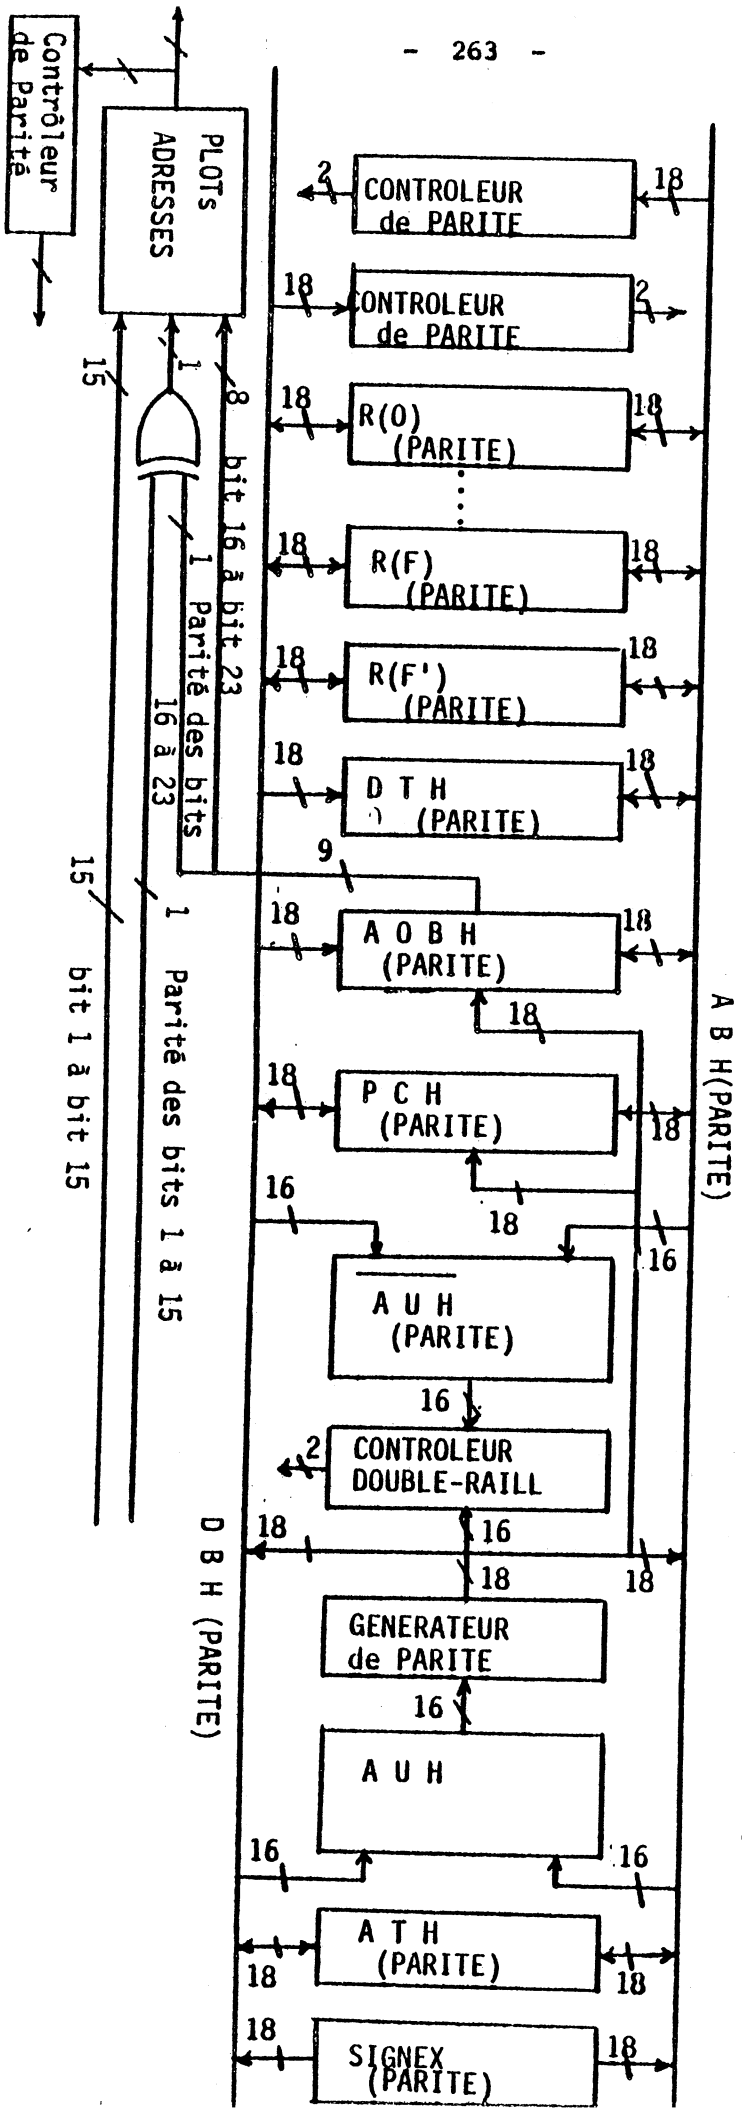 - 263 -
Contrôleur
de Parité
PLOTs
ADRESSES
15
1
8
bit 16 à bit 23
1 Parité des bits
16 à 23
15
bit 1 à bit 15
1 Parité des bits 1 à 15
2
CONTROLEUR
de PARITE
18
18
CONTROLEUR
de PARITE
2
18
R(O)
(PARITE)
18
18
R(F)
(PARITE)
18
18
R(F')
(PARITE)
18
18
D T H
(PARITE)
18
9
18
A O B H
(PARITE)
18
18
A B H(PARITE)
18
P C H
(PARITE)
18
18
16
16
A U H
(PARITE)
16
2
CONTROLEUR
DOUBLE-RAILL
16
18
18
18
D B H (PARITE)
GENERATEUR
de PARITE
16
A U H
16
16
A T H
(PARITE)
18
18
18
SIGNEX
(PARITE)
18